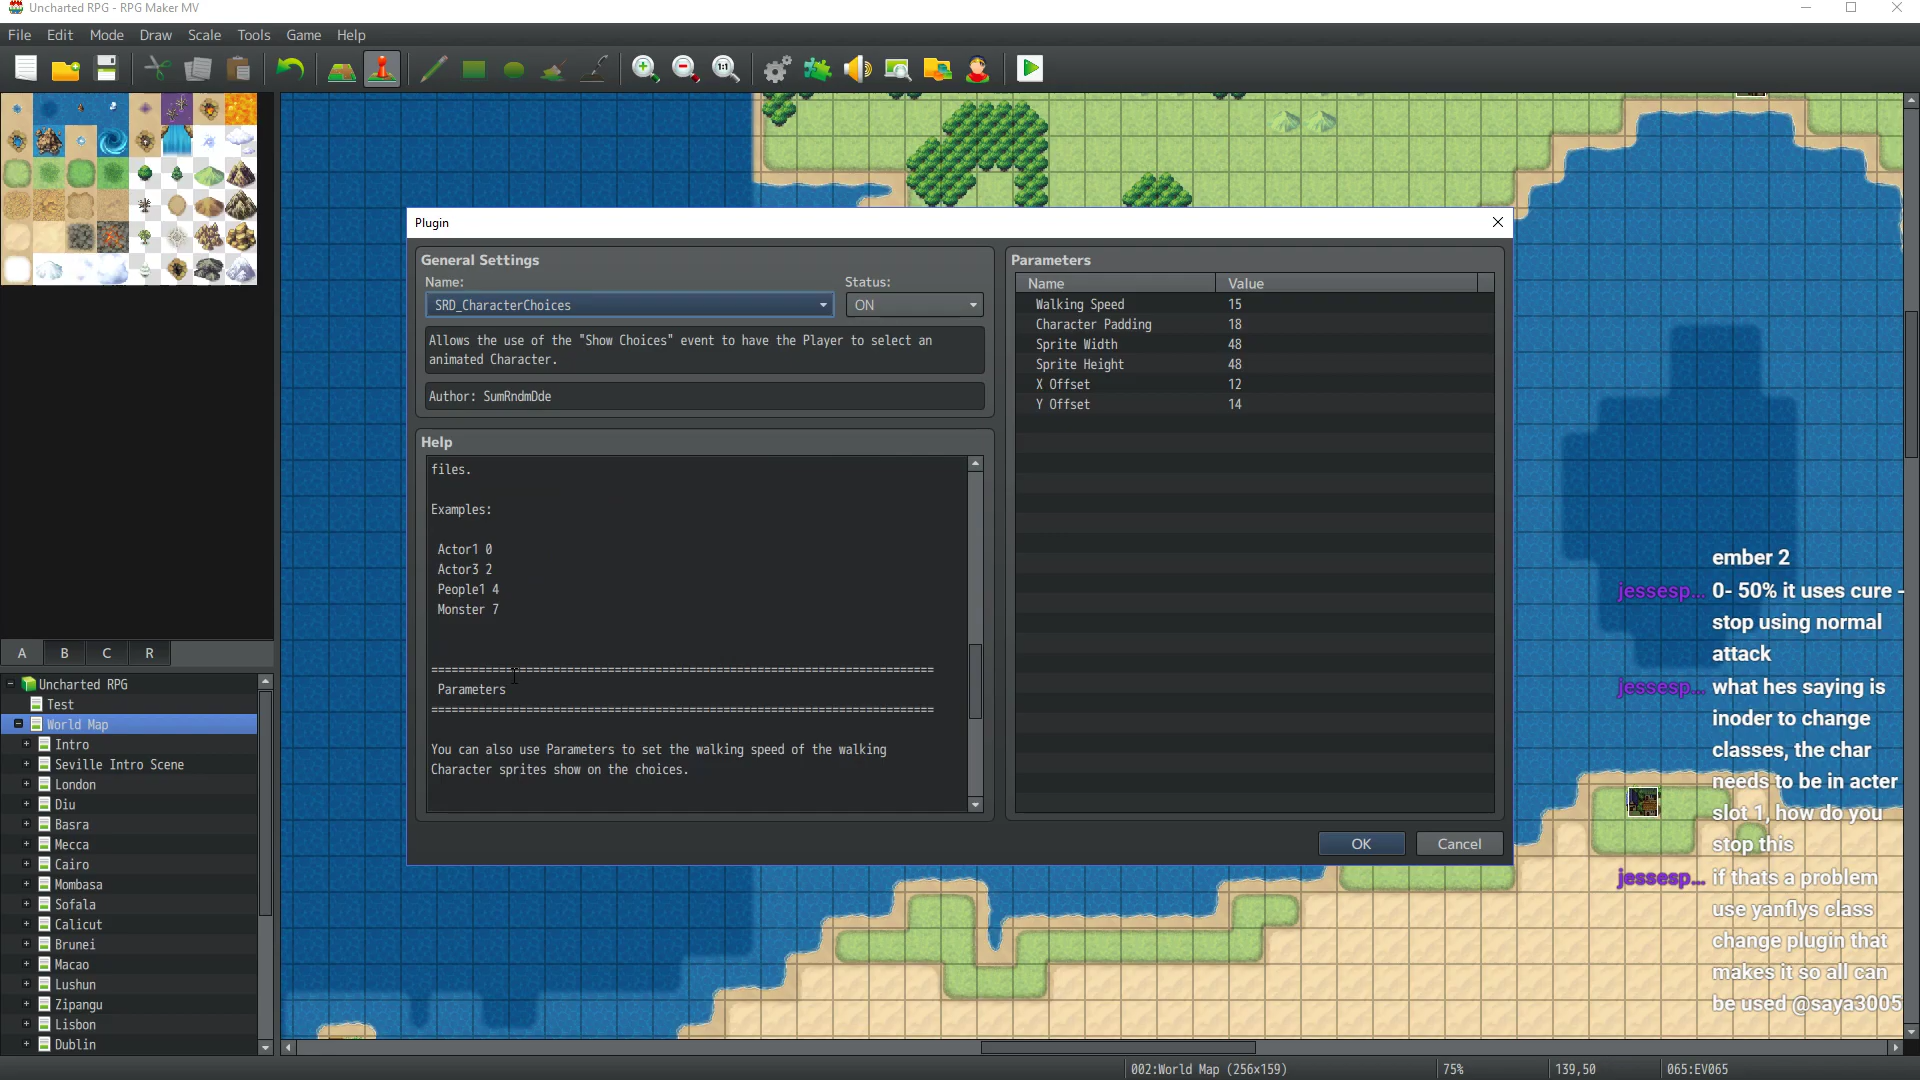 Uncharted RPG - RPG Maker MV
File Edit Mode Draw Scale Tools Game Help
1:1
Plugin
General Settings
Name:
Status:
SRD_CharacterChoices
ON
Allows the use of the "Show Choices" event to have the Player to select an
animated Character.
Author: SumRndmDde
Help
files.
Examples:
Actor1 0
Actor3 2
People1 4
Monster 7
==========================================================================
Parameters
==========================================================================
You can also use Parameters to set the walking speed of the walking
Character sprites show on the choices.
Parameters
Name Value
Walking Speed 15
Character Padding 18
Sprite Width 48
Sprite Height 48
X Offset 12
Y Offset 14
OK Cancel
A B C R
Uncharted RPG
Test
World Map
Intro
Seville Intro Scene
London
Diu
Basra
Mecca
Cairo
Mombasa
Sofala
Calicut
Brunei
Macao
Lushun
Zipangu
Lisbon
Dublin
ember 2
jessesp... 0- 50% it uses cure -
stop using normal
attack
jessesp... what hes saying is
inoder to change
classes, the char
needs to be in acter
slot 1, how do you
stop this
jessesp... if thats a problem
use yanflys class
change plugin that
makes it so all can
be used @saya3005
002:World Map (256x159) 75% 139,50 065:EV065